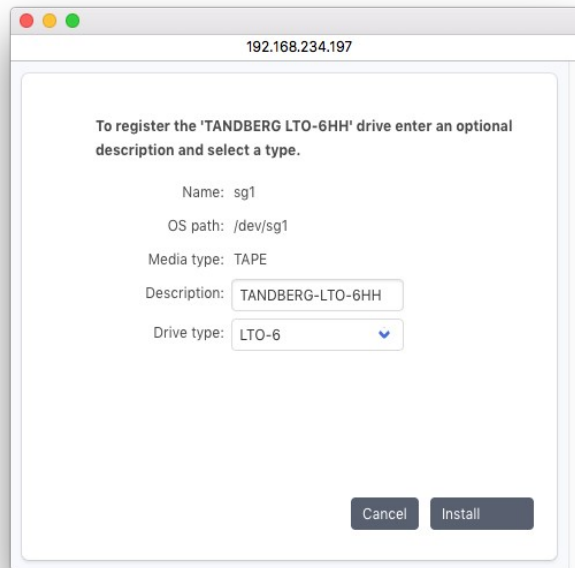 192.168.234.197
To register the 'TANDBERG LTO-6HH' drive enter an optional
description and select a type.
Name: sg1
OS path: /dev/sg1
Media type: TAPE
Description: TANDBERG-LTO-6HH
Drive type: LTO-6
Cancel Install